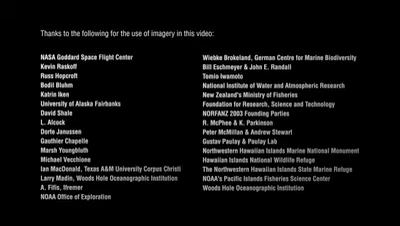 Thanks to the following for the use of imagery in this video:
NASA Goddard Space Flight Center
Kevin Raskoff
Russ Hopcroft
Bodil Bluhm
Katrin Iken
University of Alaska Fairbanks
David Shale
L. Alcock
Dorte Janussen
Gauthier Chapelle
Marsh Youngbluth
Michael Vecchione
Ian MacDonald, Texas A&M University Corpus Christi
Larry Madin, Woods Hole Oceanographic Institution
A. Fifis, Ifremer
NOAA Office of Exploration
Wiebke Brokeland, German Centre for Marine Biodiversity
Bill Eschmeyer & John E. Randall
Tomio Iwamoto
National Institute of Water and Atmospheric Research
New Zealand's Ministry of Fisheries
Foundation for Research, Science and Technology
NORFANZ 2003 Founding Parties
R. McPhee & K. Parkinson
Peter McMillan & Andrew Stewart
Gustav Paulay & Paulay Lab
Northwestern Hawaiian Islands Marine National Monument
Hawaiian Islands National Wildlife Refuge
The Northwestern Hawaiian Islands State Marine Refuge
NOAA's Pacific Islands Fisheries Science Center
Woods Hole Oceanographic Institution